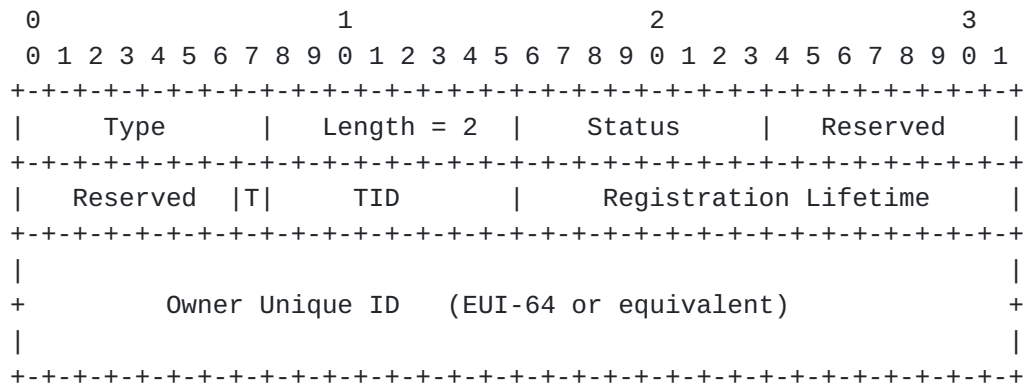 0                   1                   2                   3
 0 1 2 3 4 5 6 7 8 9 0 1 2 3 4 5 6 7 8 9 0 1 2 3 4 5 6 7 8 9 0 1
+-+-+-+-+-+-+-+-+-+-+-+-+-+-+-+-+-+-+-+-+-+-+-+-+-+-+-+-+-+-+-+-+
|     Type      |   Length = 2  |    Status     |   Reserved    |
+-+-+-+-+-+-+-+-+-+-+-+-+-+-+-+-+-+-+-+-+-+-+-+-+-+-+-+-+-+-+-+-+
|   Reserved  |T|     TID       |     Registration Lifetime     |
+-+-+-+-+-+-+-+-+-+-+-+-+-+-+-+-+-+-+-+-+-+-+-+-+-+-+-+-+-+-+-+-+
|                                                               |
+         Owner Unique ID   (EUI-64 or equivalent)              +
|                                                               |
+-+-+-+-+-+-+-+-+-+-+-+-+-+-+-+-+-+-+-+-+-+-+-+-+-+-+-+-+-+-+-+-+